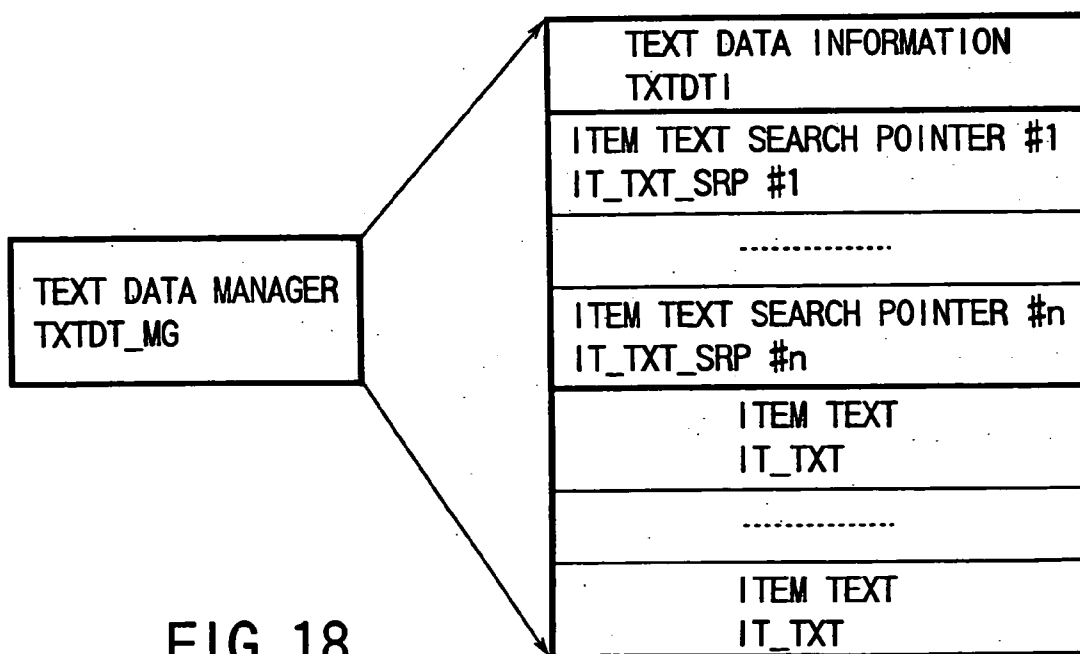 TEXT DATA MANAGER
TXTDT_MG
TEXT DATA INFORMATION
TXTDTI
ITEM TEXT SEARCH POINTER #1
IT_TXT_SRP #1
...............
ITEM TEXT SEARCH POINTER #n
IT_TXT_SRP #n
ITEM TEXT
IT_TXT
...............
ITEM TEXT
IT_TXT
FIG. 18